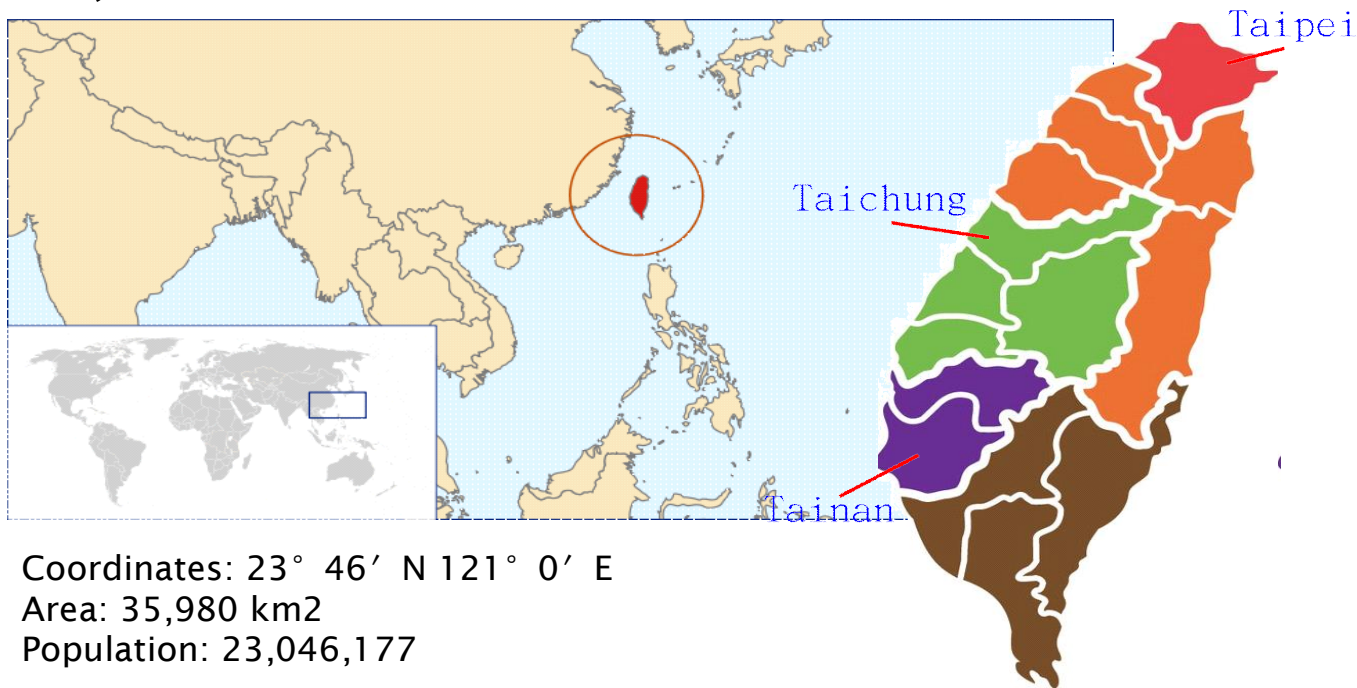 Taipei
Taichung
Tainan
Coordinates: 23° 46′ N 121° 0′ E
Area: 35,980 km2
Population: 23,046,177